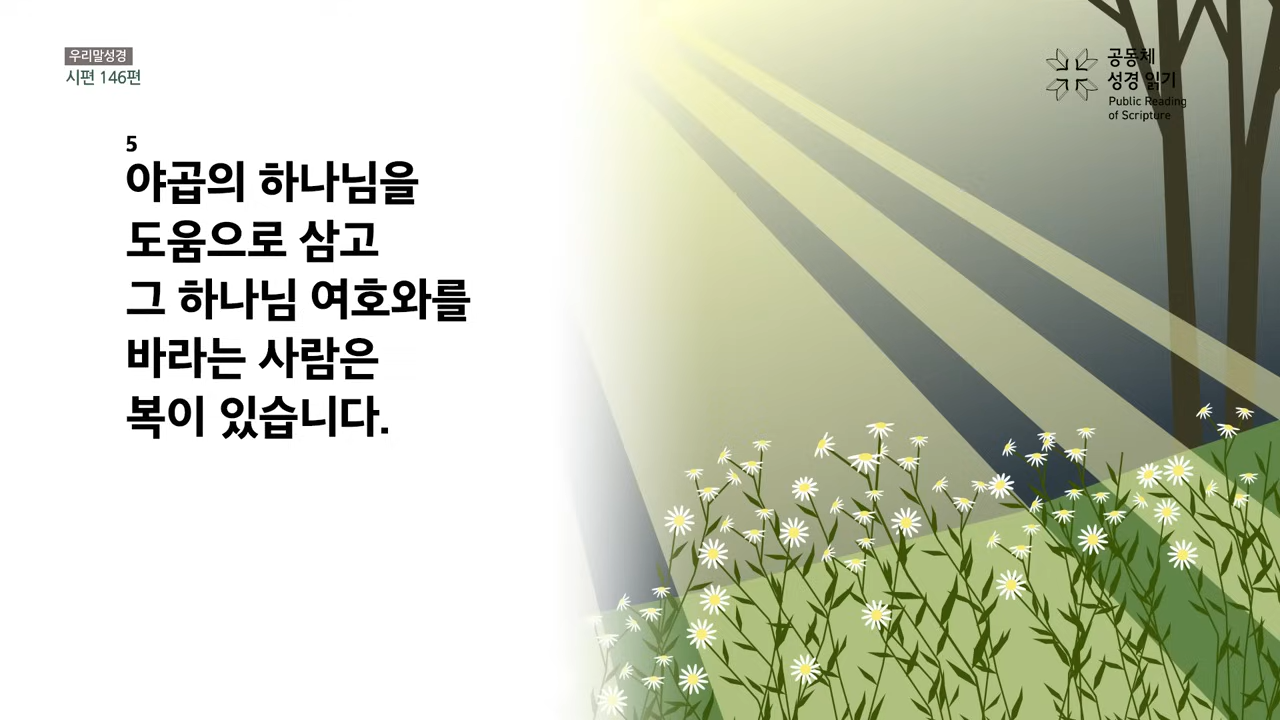 우리말성경
시편 146편
공동체
성경 읽기
Public Reading
of Scripture
5
야곱의 하나님을
도움으로 삼고
그 하나님 여호와를
바라는 사람은
복이 있습니다.